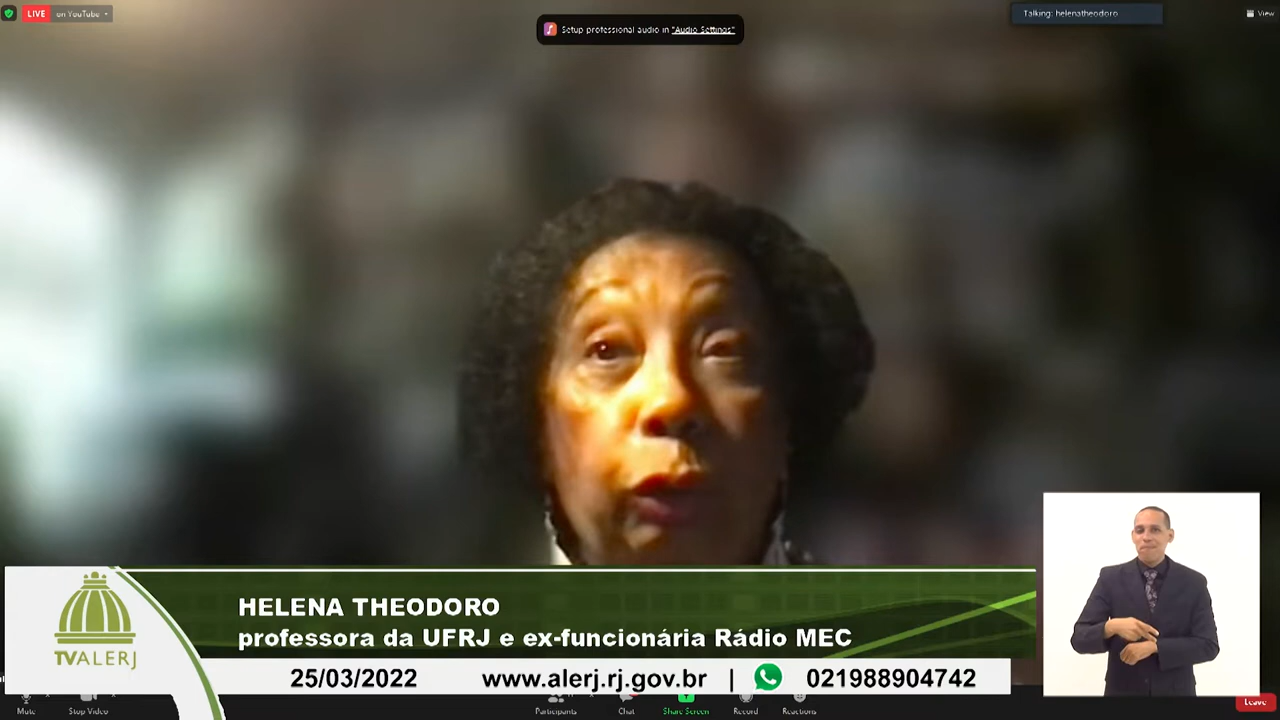 LIVE on YouTube
Setup professional audio in "Audio Settings"
Talking: helenatheodoro
View
HELENA THEODORO
professora da UFRJ e ex-funcionária Rádio MEC
TVALERJ
25/03/2022 www.alerj.rj.gov.br | 021988904742
Mute
Stop Video
Participants
Chat
Share Screen
Record
Reactions
Leave